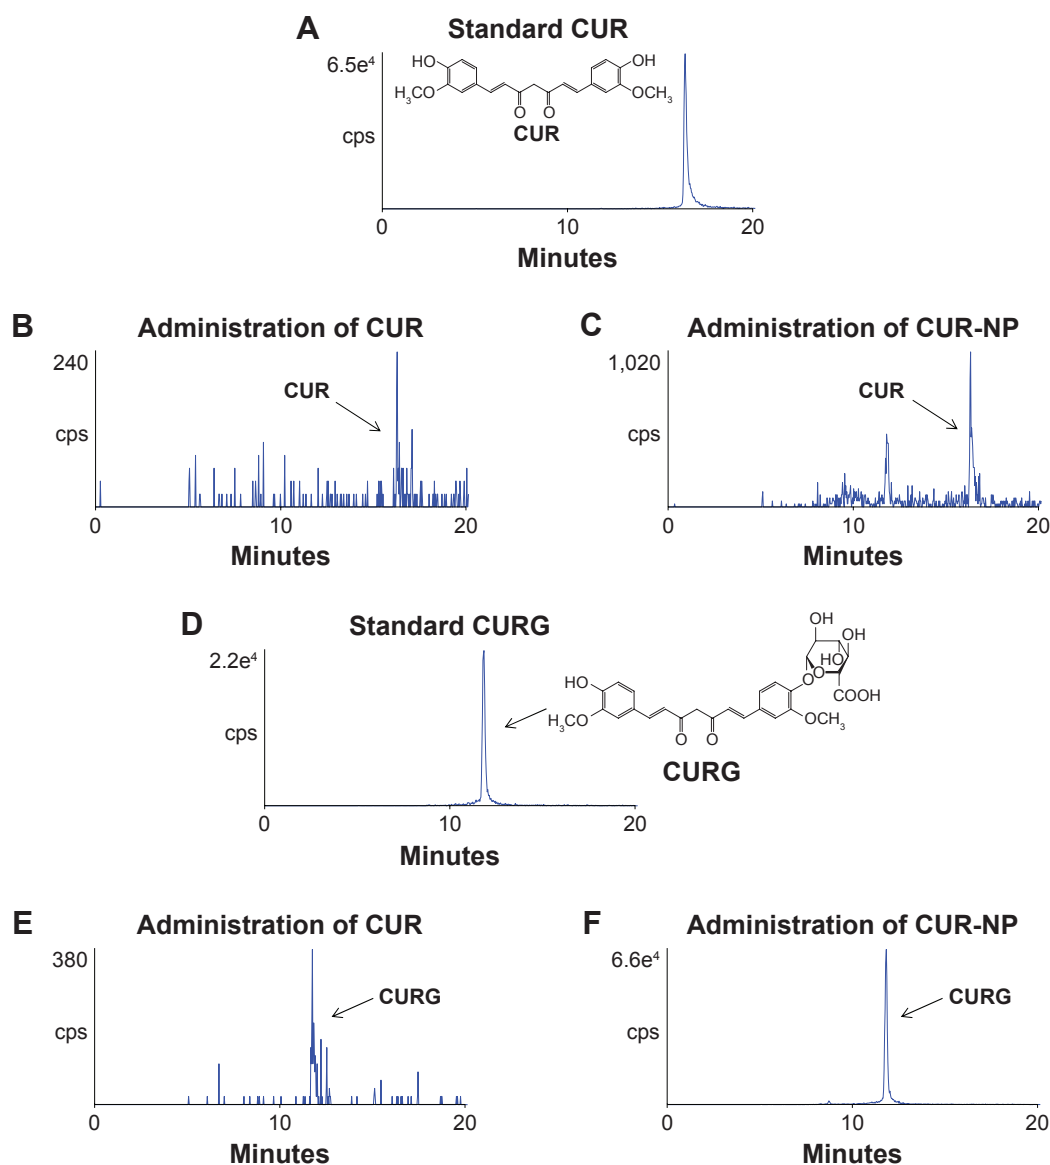 A
Standard CUR
6.5e⁴
cps
HO
OH
H₃CO
OCH₃
O O
CUR
0 10 20
Minutes
B
Administration of CUR
240
cps
CUR
0 10 20
Minutes
C
Administration of CUR-NP
1,020
cps
CUR
0 10 20
Minutes
D
Standard CURG
2.2e⁴
cps
0 10 20
Minutes
OH
OH
HO
O
O
COOH
HO
H₃CO
OCH₃
O O
CURG
E
Administration of CUR
380
cps
CURG
0 10 20
Minutes
F
Administration of CUR-NP
6.6e⁴
cps
CURG
0 10 20
Minutes